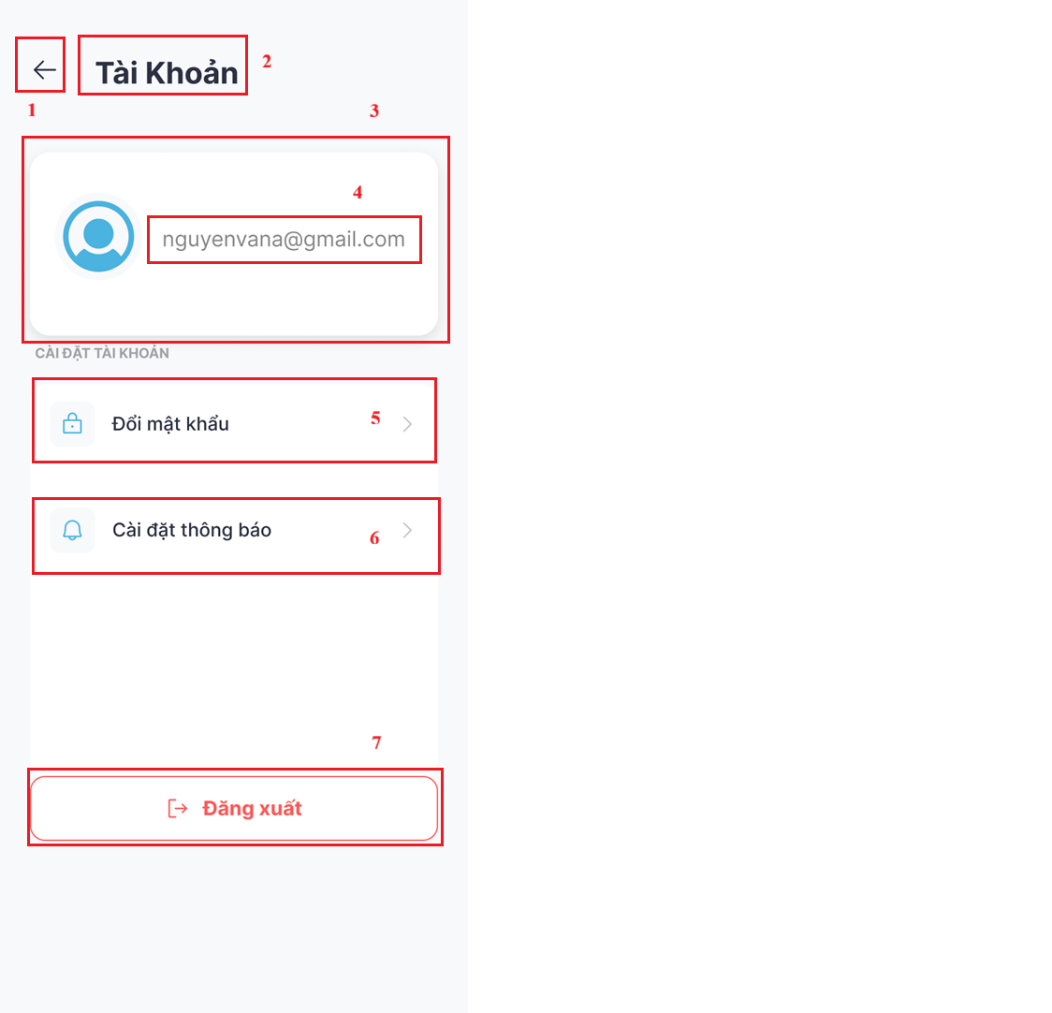 Tài Khoản
2
1
3
4
nguyenvana@gmail.com
CÀI ĐẶT TÀI KHOẢN
Đổi mật khẩu
5
Cài đặt thông báo
6
7
Đăng xuất